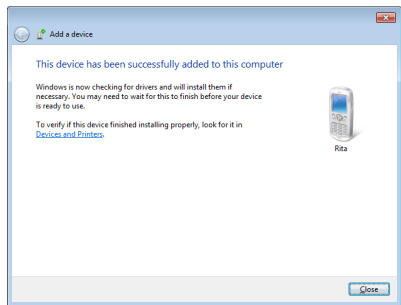 Add a device
This device has been successfully added to this computer
Windows is now checking for drivers and will install them if
necessary. You may need to wait for this to finish before your device
is ready to use.
To verify if this device finished installing properly, look for it in
Devices and Printers.
Rita
Close